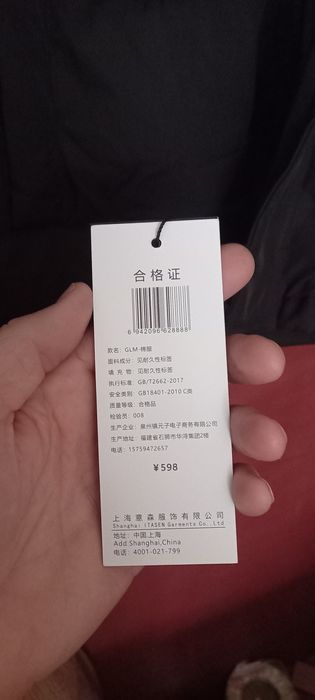 合格证
6 942096 628888
款名: GLM-棉服
面料成分: 见耐久性标签
填 充 物: 见耐久性标签
执行标准: GB/T2662-2017
安全类别: GB18401-2010 C类
质量等级: 合格品
检验员: 008
生产企业: 泉州镇元子电子商务有限公司
生产地址: 福建省石狮市华鸿集团2楼
电话: 15759472657
¥598
上海意森服饰有限公司
Shanghai ITASEN Garments Co.,Ltd
地址: 中国.上海
Add:Shanghai,China
电话: 4001-021-799